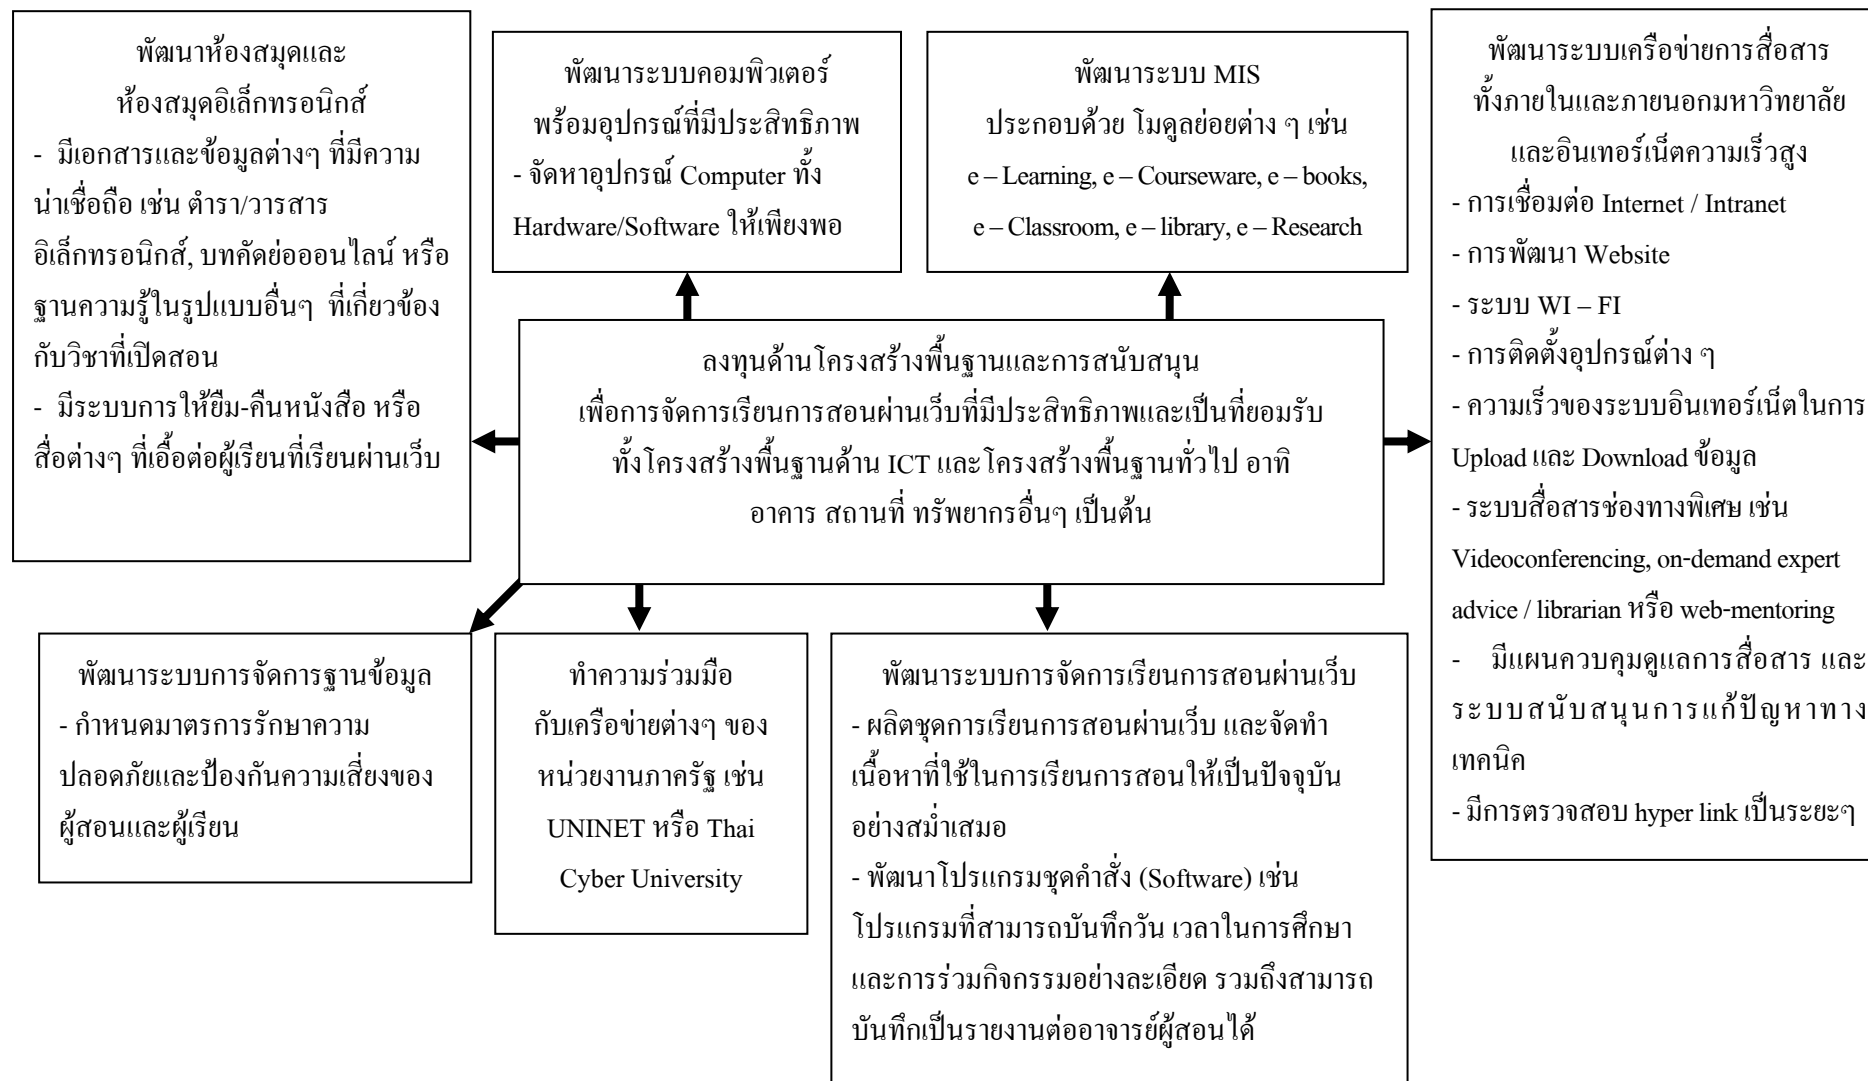 พัฒนาห้องสมุดและ
ห้องสมุดอิเล็กทรอนิกส์
- มีเอกสารและข้อมูลต่างๆ ที่มีความ
น่าเชื่อถือ เช่น ตำรา/วารสาร
อิเล็กทรอนิกส์, บทคัดย่อออนไลน์ หรือ
ฐานความรู้ในรูปแบบอื่นๆ ที่เกี่ยวข้อง
กับวิชาที่เปิดสอน
- มีระบบการให้ยืม-คืนหนังสือ หรือ
สื่อต่างๆ ที่เอื้อต่อผู้เรียนที่เรียนผ่านเว็บ
พัฒนาระบบคอมพิวเตอร์
พร้อมอุปกรณ์ที่มีประสิทธิภาพ
- จัดหาอุปกรณ์ Computer ทั้ง
Hardware/Software ให้เพียงพอ
พัฒนาระบบ MIS
ประกอบด้วย โมดูลย่อยต่าง ๆ เช่น
e – Learning, e – Courseware, e – books,
e – Classroom, e – library, e – Research
พัฒนาระบบเครือข่ายการสื่อสาร
ทั้งภายในและภายนอกมหาวิทยาลัย
และอินเทอร์เน็ตความเร็วสูง
- การเชื่อมต่อ Internet / Intranet
- การพัฒนา Website
- ระบบ WI – FI
- การติดตั้งอุปกรณ์ต่าง ๆ
- ความเร็วของระบบอินเทอร์เน็ตในการ
Upload และ Download ข้อมูล
- ระบบสื่อสารช่องทางพิเศษ เช่น
Videoconferencing, on-demand expert
advice / librarian หรือ web-mentoring
- มีแผนควบคุมดูแลการสื่อสาร และ
ระบบสนับสนุนการแก้ปัญหาทาง
เทคนิค
- มีการตรวจสอบ hyper link เป็นระยะๆ
ลงทุนด้านโครงสร้างพื้นฐานและการสนับสนุน
เพื่อการจัดการเรียนการสอนผ่านเว็บที่มีประสิทธิภาพและเป็นที่ยอมรับ
ทั้งโครงสร้างพื้นฐานด้าน ICT และโครงสร้างพื้นฐานทั่วไป อาทิ
อาคาร สถานที่ ทรัพยากรอื่นๆ เป็นต้น
พัฒนาระบบการจัดการฐานข้อมูล
- กำหนดมาตรการรักษาความ
ปลอดภัยและป้องกันความเสี่ยงของ
ผู้สอนและผู้เรียน
ทำความร่วมมือ
กับเครือข่ายต่างๆ ของ
หน่วยงานภาครัฐ เช่น
UNINET หรือ Thai
Cyber University
พัฒนาระบบการจัดการเรียนการสอนผ่านเว็บ
- ผลิตชุดการเรียนการสอนผ่านเว็บ และจัดทำ
เนื้อหาที่ใช้ในการเรียนการสอนให้เป็นปัจจุบัน
อย่างสม่ำเสมอ
- พัฒนาโปรแกรมชุดคำสั่ง (Software) เช่น
โปรแกรมที่สามารถบันทึกวัน เวลาในการศึกษา
และการร่วมกิจกรรมอย่างละเอียด รวมถึงสามารถ
บันทึกเป็นรายงานต่ออาจารย์ผู้สอนได้